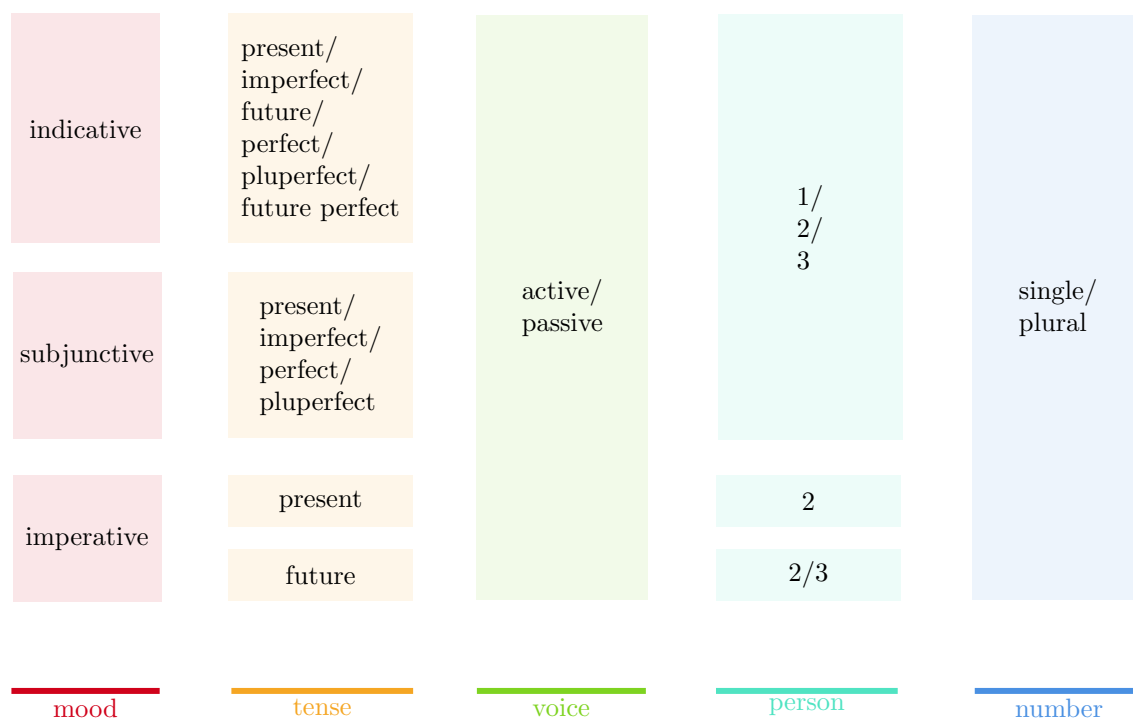 indicative
present/
imperfect/
future/
perfect/
pluperfect/
future perfect
subjunctive
present/
imperfect/
perfect/
pluperfect
imperative
present
future
active/
passive
1/
2/
3
2
2/3
single/
plural
mood
tense
voice
person
number